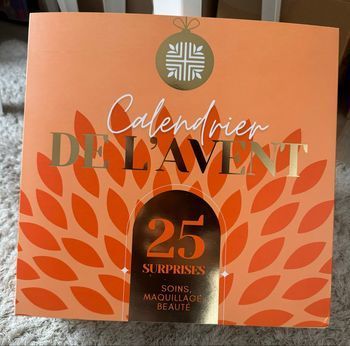 Calendrier
DE L'AVENT
25
SURPRISES
SOINS,
MAQUILLAGE,
BEAUTÉ